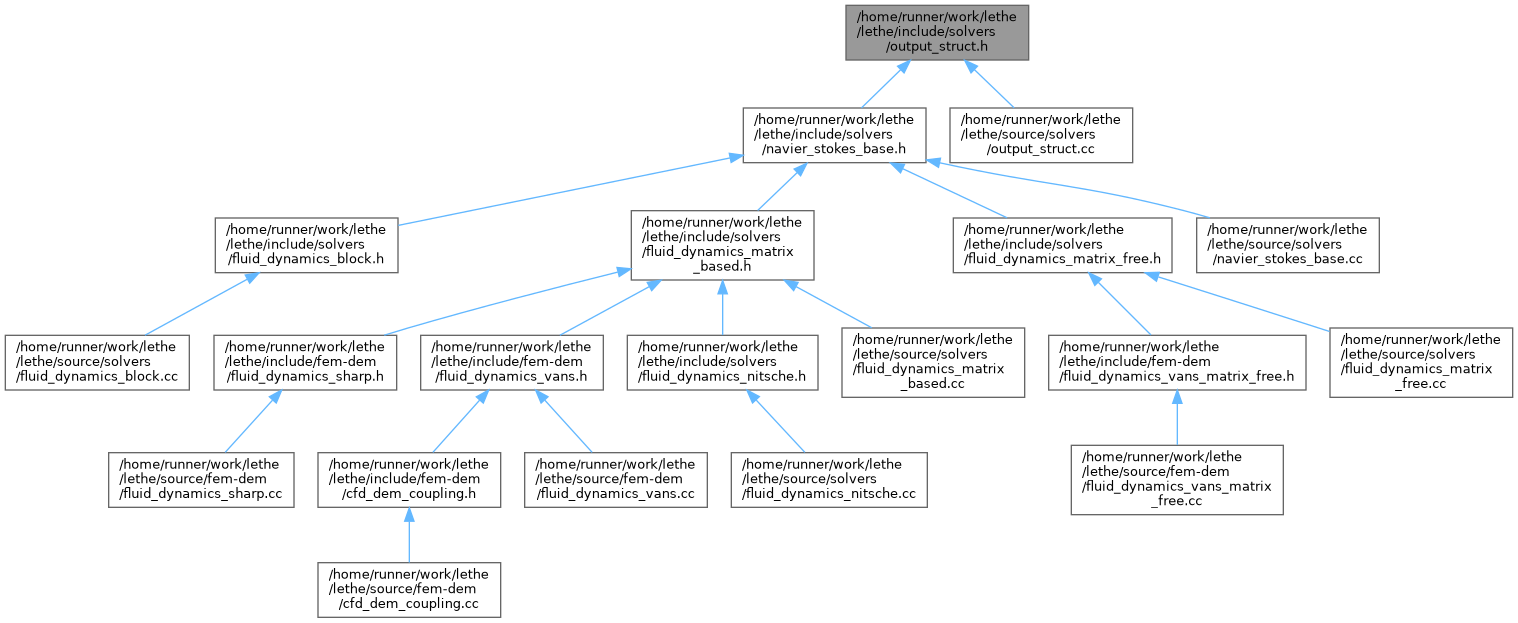 /home/runner/work/lethe
/lethe/include/solvers
/output_struct.h
/home/runner/work/lethe
/lethe/include/solvers
/navier_stokes_base.h
/home/runner/work/lethe
/lethe/source/solvers
/output_struct.cc
/home/runner/work/lethe
/lethe/include/solvers
/fluid_dynamics_block.h
/home/runner/work/lethe
/lethe/include/solvers
/fluid_dynamics_matrix
_based.h
/home/runner/work/lethe
/lethe/include/solvers
/fluid_dynamics_matrix_free.h
/home/runner/work/lethe
/lethe/source/solvers
/navier_stokes_base.cc
/home/runner/work/lethe
/lethe/source/solvers
/fluid_dynamics_block.cc
/home/runner/work/lethe
/lethe/include/fem-dem
/fluid_dynamics_sharp.h
/home/runner/work/lethe
/lethe/include/fem-dem
/fluid_dynamics_vans.h
/home/runner/work/lethe
/lethe/include/solvers
/fluid_dynamics_nitsche.h
/home/runner/work/lethe
/lethe/source/solvers
/fluid_dynamics_matrix
_based.cc
/home/runner/work/lethe
/lethe/include/fem-dem
/fluid_dynamics_vans_matrix_free.h
/home/runner/work/lethe
/lethe/source/solvers
/fluid_dynamics_matrix
_free.cc
/home/runner/work/lethe
/lethe/source/fem-dem
/fluid_dynamics_sharp.cc
/home/runner/work/lethe
/lethe/include/fem-dem
/cfd_dem_coupling.h
/home/runner/work/lethe
/lethe/source/fem-dem
/fluid_dynamics_vans.cc
/home/runner/work/lethe
/lethe/source/solvers
/fluid_dynamics_nitsche.cc
/home/runner/work/lethe
/lethe/source/fem-dem
/fluid_dynamics_vans_matrix
_free.cc
/home/runner/work/lethe
/lethe/source/fem-dem
/cfd_dem_coupling.cc